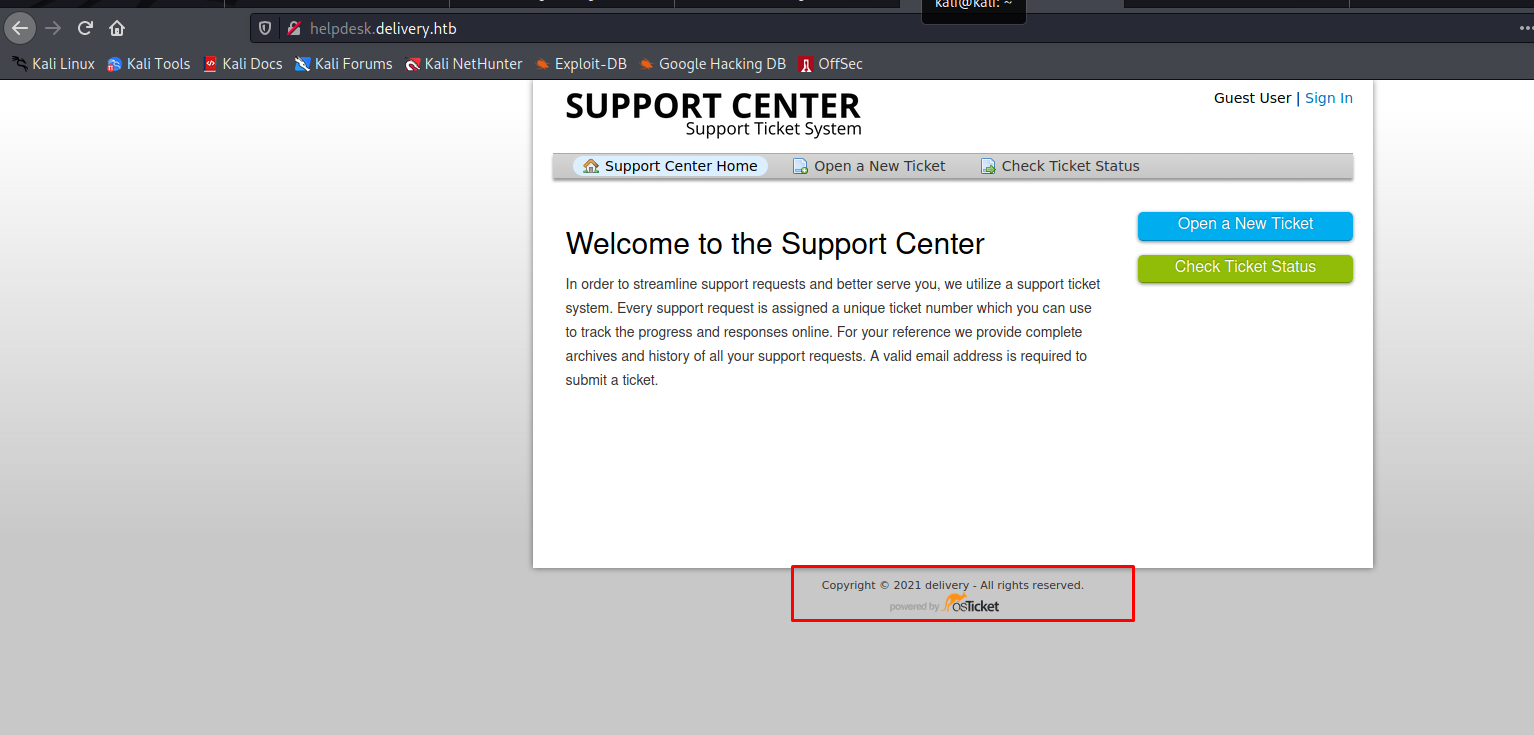 kali@kali: ~
helpdesk.delivery.htb
Kali Linux Kali Tools Kali Docs Kali Forums Kali NetHunter Exploit-DB Google Hacking DB OffSec
SUPPORT CENTER
Support Ticket System
Guest User | Sign In
Support Center Home Open a New Ticket Check Ticket Status
Open a New Ticket
Welcome to the Support Center
Check Ticket Status
In order to streamline support requests and better serve you, we utilize a support ticket
system. Every support request is assigned a unique ticket number which you can use
to track the progress and responses online. For your reference we provide complete
archives and history of all your support requests. A valid email address is required to
submit a ticket.
Copyright © 2021 delivery - All rights reserved.
powered by osTicket